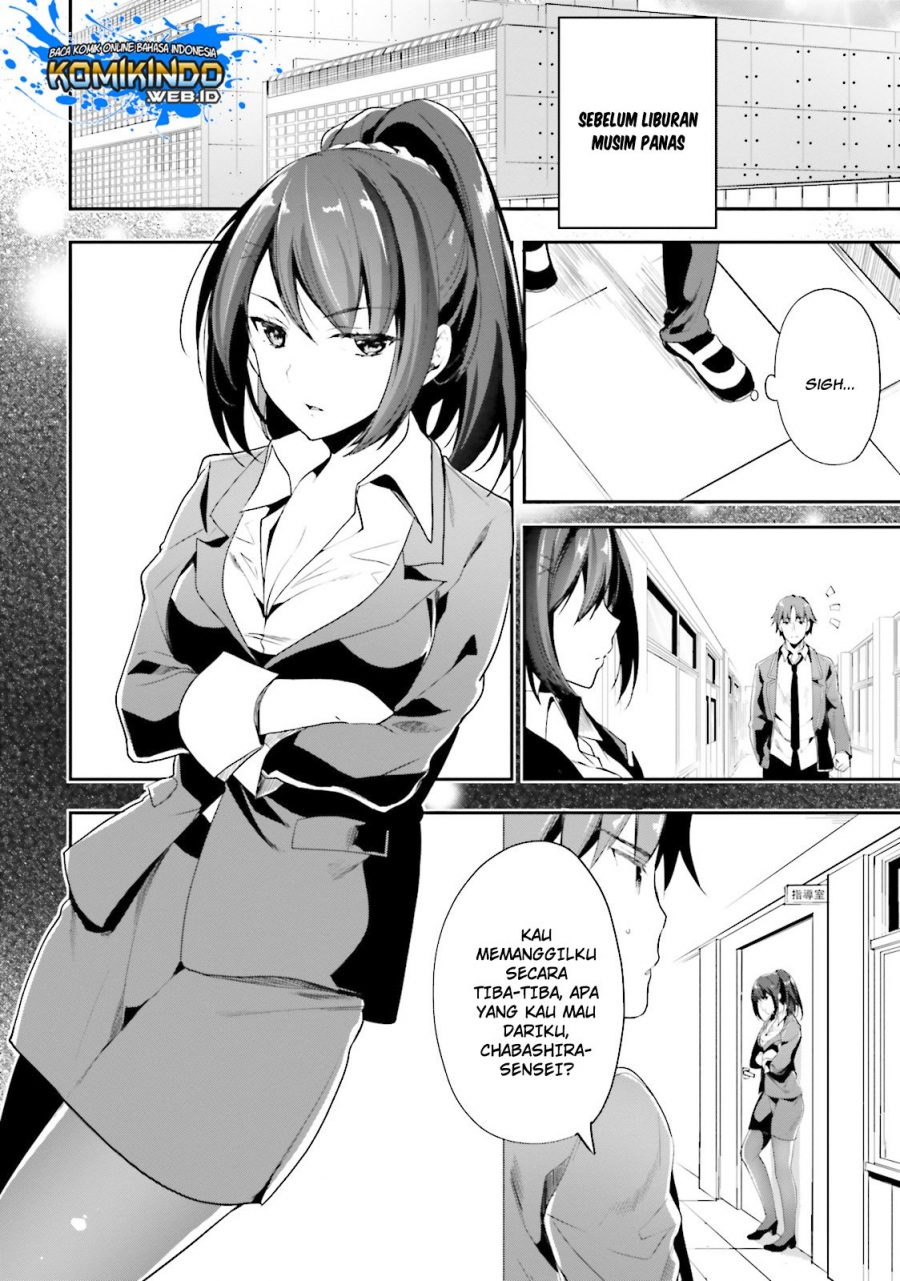 BACA KOMIK ONLINE BAHASA INDONESIA
KOMIKINDO
WEB.ID
SEBELUM LIBURAN
MUSIM PANAS
SIGH...
KAU
MEMANGGILKU
SECARA
TIBA-TIBA, APA
YANG KAU MAU
DARIKU,
CHABASHIRA-
SENSEI?
指導室